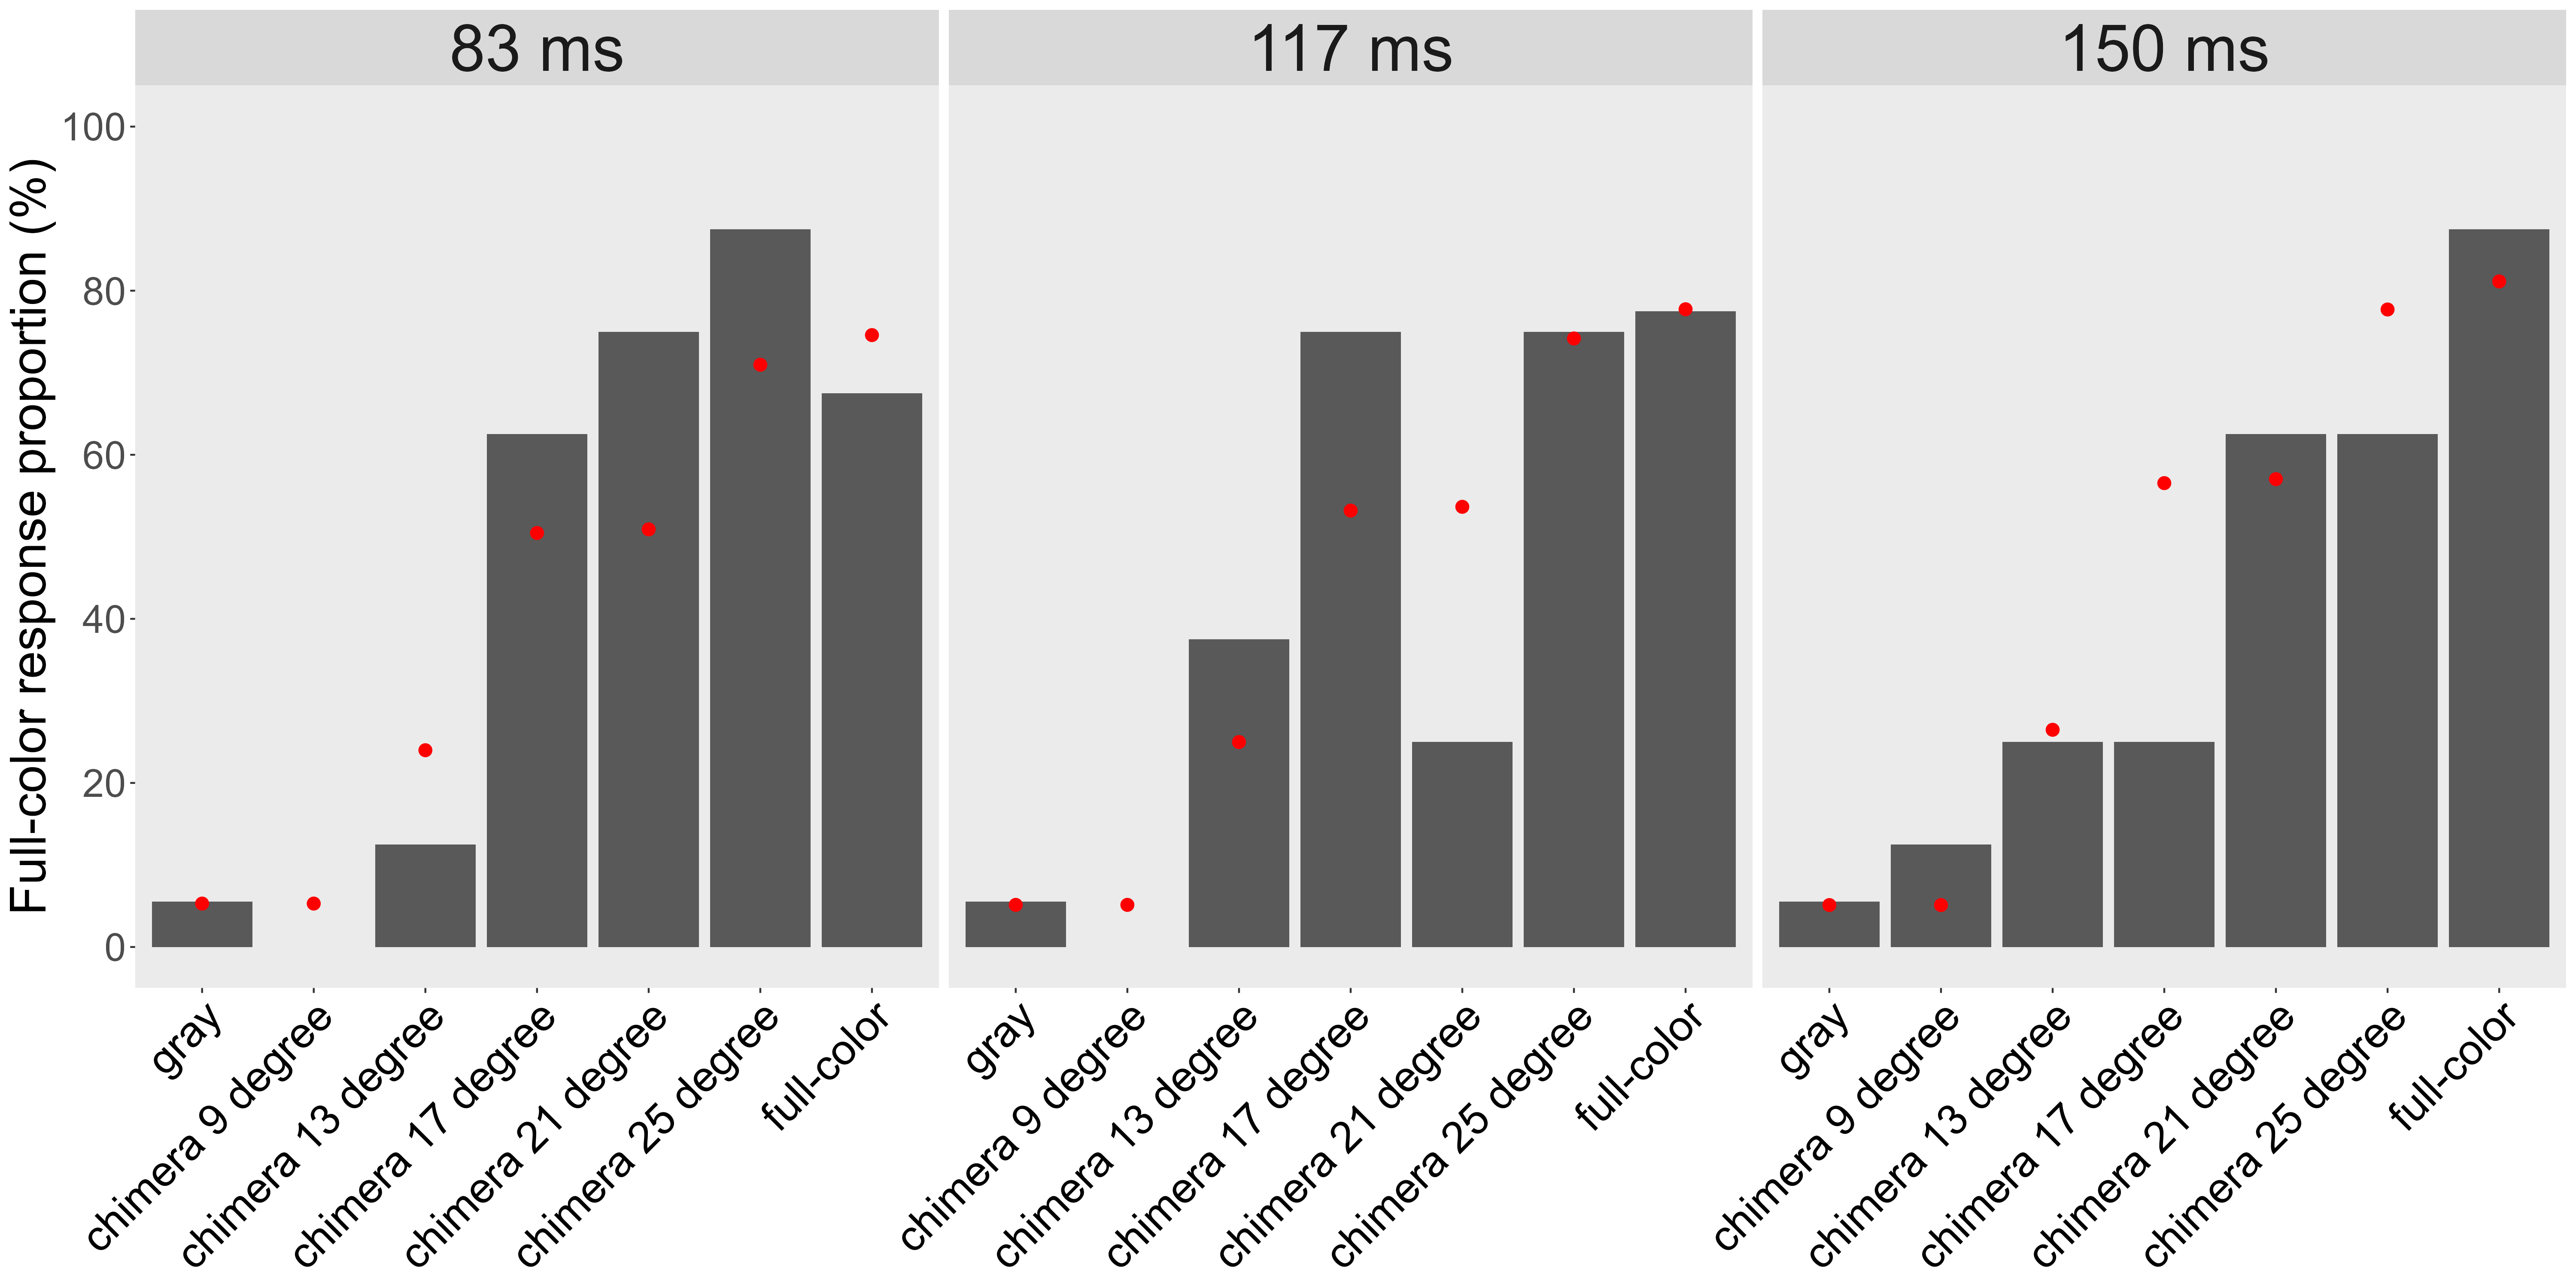 83 ms
117 ms
150 ms
Full-color response proportion (%)
100
80
60
40
20
0
gray
chimera 9 degree
chimera 13 degree
chimera 17 degree
chimera 21 degree
chimera 25 degree
full-color
gray
chimera 9 degree
chimera 13 degree
chimera 17 degree
chimera 21 degree
chimera 25 degree
full-color
gray
chimera 9 degree
chimera 13 degree
chimera 17 degree
chimera 21 degree
chimera 25 degree
full-color